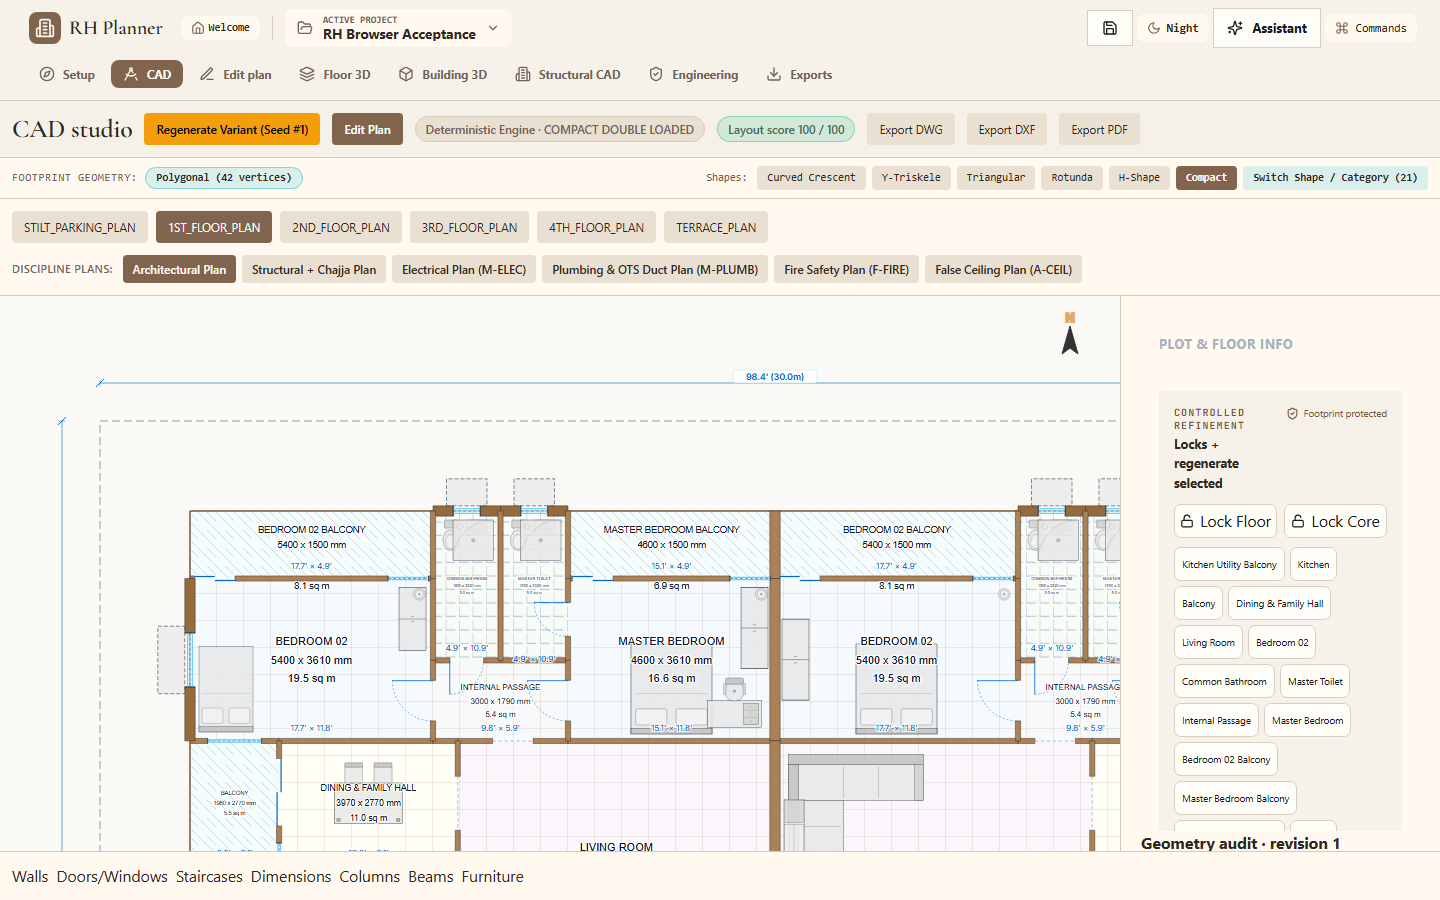 RH Planner
Welcome
ACTIVE PROJECT
RH Browser Acceptance
Night
Assistant
Commands
Setup
CAD
Edit plan
Floor 3D
Building 3D
Structural CAD
Engineering
Exports
CAD studio
Regenerate Variant (Seed #1)
Edit Plan
Deterministic Engine · COMPACT DOUBLE LOADED
Layout score 100 / 100
Export DWG
Export DXF
Export PDF
FOOTPRINT GEOMETRY:
Polygonal (42 vertices)
Shapes:
Curved Crescent
Y-Triskele
Triangular
Rotunda
H-Shape
Compact
Switch Shape / Category (21)
STILT_PARKING_PLAN
1ST_FLOOR_PLAN
2ND_FLOOR_PLAN
3RD_FLOOR_PLAN
4TH_FLOOR_PLAN
TERRACE_PLAN
DISCIPLINE PLANS:
Architectural Plan
Structural + Chajja Plan
Electrical Plan (M-ELEC)
Plumbing & OTS Duct Plan (M-PLUMB)
Fire Safety Plan (F-FIRE)
False Ceiling Plan (A-CEIL)
N
98.4' (30.0m)
BEDROOM 02 BALCONY
5400 x 1500 mm
17.7' × 4.9'
8.1 sq m
MASTER BEDROOM BALCONY
4600 x 1500 mm
15.1' × 4.9'
6.9 sq m
BEDROOM 02 BALCONY
5400 x 1500 mm
17.7' × 4.9'
8.1 sq m
COMMON BATHROOM
MASTER TOILET
4.9' × 10.9'
4.9' × 10.9'
4.9' × 10.9'
BEDROOM 02
5400 x 3610 mm
19.5 sq m
17.7' × 11.8'
INTERNAL PASSAGE
3000 x 1790 mm
5.4 sq m
9.8' × 5.9'
MASTER BEDROOM
4600 x 3610 mm
16.6 sq m
15.1' × 11.8'
BEDROOM 02
5400 x 3610 mm
19.5 sq m
17.7' × 11.8'
INTERNAL PASSAG
3000 x 1790 mm
5.4 sq m
9.8' × 5.9'
BALCONY
1980 x 2770 mm
5.5 sq m
DINING & FAMILY HALL
3970 x 2770 mm
11.0 sq m
LIVING ROOM
PLOT & FLOOR INFO
CONTROLLED
REFINEMENT
Footprint protected
Locks +
regenerate
selected
Lock Floor
Lock Core
Kitchen Utility Balcony
Kitchen
Balcony
Dining & Family Hall
Living Room
Bedroom 02
Common Bathroom
Master Toilet
Internal Passage
Master Bedroom
Bedroom 02 Balcony
Master Bedroom Balcony
Geometry audit · revision 1
Walls Doors/Windows Staircases Dimensions Columns Beams Furniture